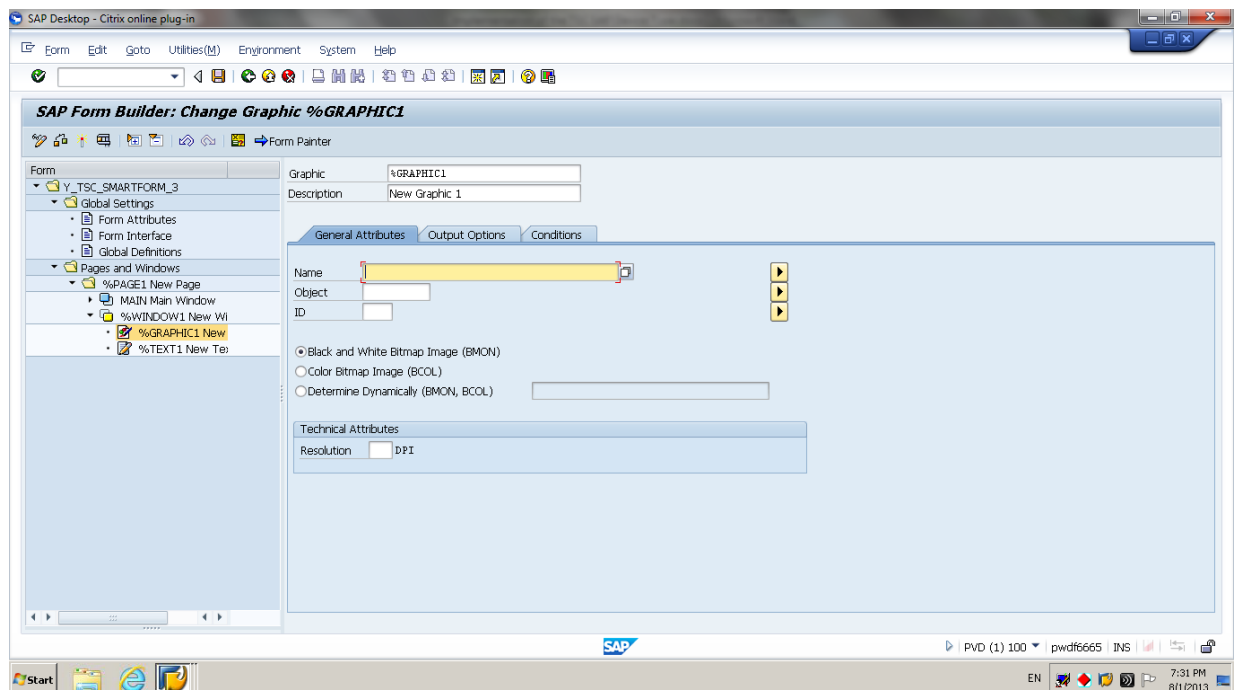 SAP Desktop - Citrix online plug-in
Form Edit Goto Utilities(M) Environment System Help
SAP Form Builder: Change Graphic %GRAPHIC1
Form Painter
Form
Y_TSC_SMARTFORM_3
Global Settings
Form Attributes
Form Interface
Global Definitions
Pages and Windows
%PAGE1 New Page
MAIN Main Window
%WINDOW1 New Wi
%GRAPHIC1 New
%TEXT1 New Te
Graphic %GRAPHIC1
Description New Graphic 1
General Attributes Output Options Conditions
Name
Object
ID
Black and White Bitmap Image (BMON)
Color Bitmap Image (BCOL)
Determine Dynamically (BMON, BCOL)
Technical Attributes
Resolution DPI
SAP
PVD (1) 100 pwdf6665 INS
Start
EN 7:31 PM
8/1/2013